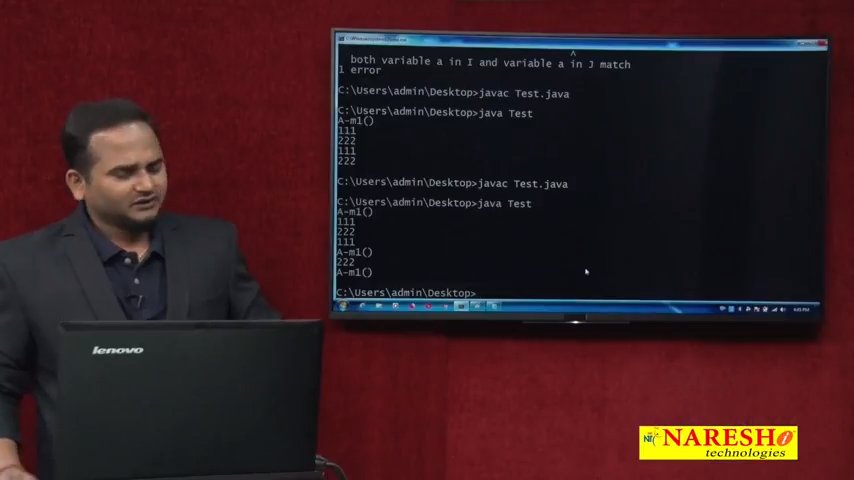 both variable a in I and variable a in J match
1 error
C:\Users\admin\Desktop>javac Test.java
C:\Users\admin\Desktop>java Test
A-m1()
111
222
111
222
C:\Users\admin\Desktop>javac Test.java
C:\Users\admin\Desktop>java Test
A-m1()
111
222
111
A-m1()
222
A-m1()
C:\Users\admin\Desktop>
lenovo
NARESH i
technologies